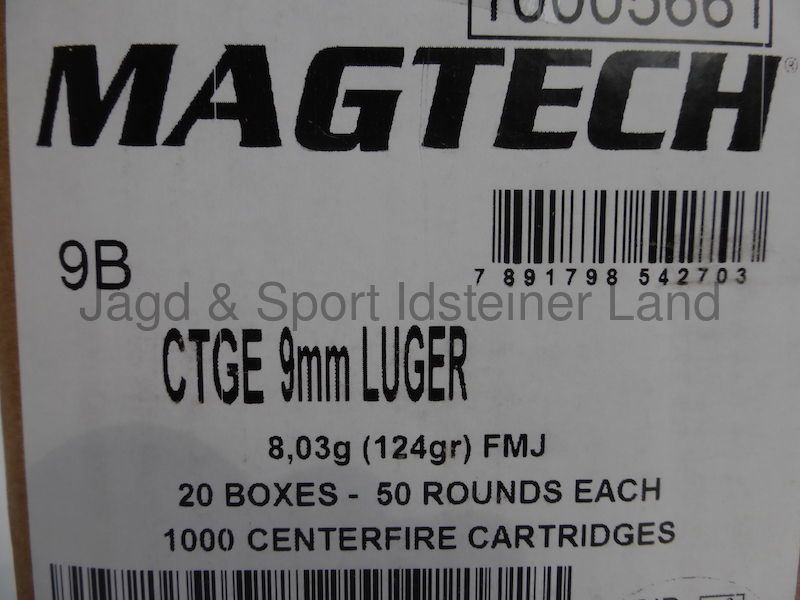 10005661
MAGTECH®
9B
7 891798 542703
Jagd & Sport Idsteiner Land
CTGE 9mm LUGER
8,03g (124gr) FMJ
20 BOXES - 50 ROUNDS EACH
1000 CENTERFIRE CARTRIDGES